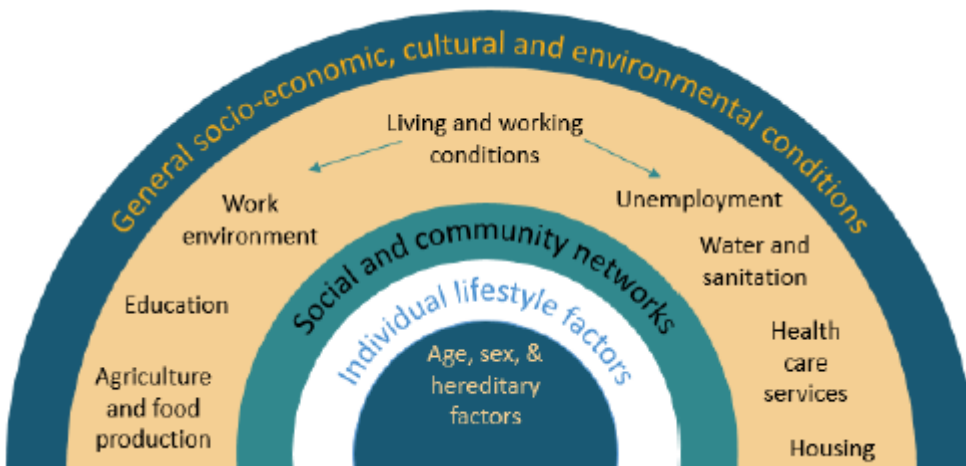 General socio-economic, cultural and environmental conditions
Living and working
conditions
Work
environment
Unemployment
Education
Water and
sanitation
Agriculture
and food
production
Health
care
services
Housing
Social and community networks
Individual lifestyle factors
Age, sex, &
hereditary
factors